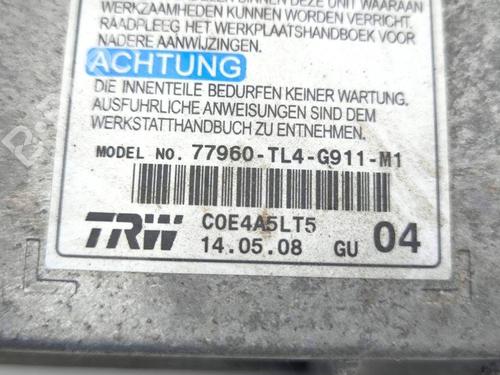 WERKZAAMHEDEN KUNNEN WORDEN VERRICHT.
RAADPLEEG HET WERKPLAATSHANDBOEK VOOR
NADERE AANWIJZINGEN.
ACHTUNG
DIE INNENTEILE BEDURFEN KEINER WARTUNG.
AUSFUHRLICHE ANWEISUNGEN SIND DEM
WERKSTATTHANDBUCH ZU ENTNEHMEN.
MODEL NO. 77960-TL4-G911-M1
TRW C0E4A5LT5
14.05.08 GU 04